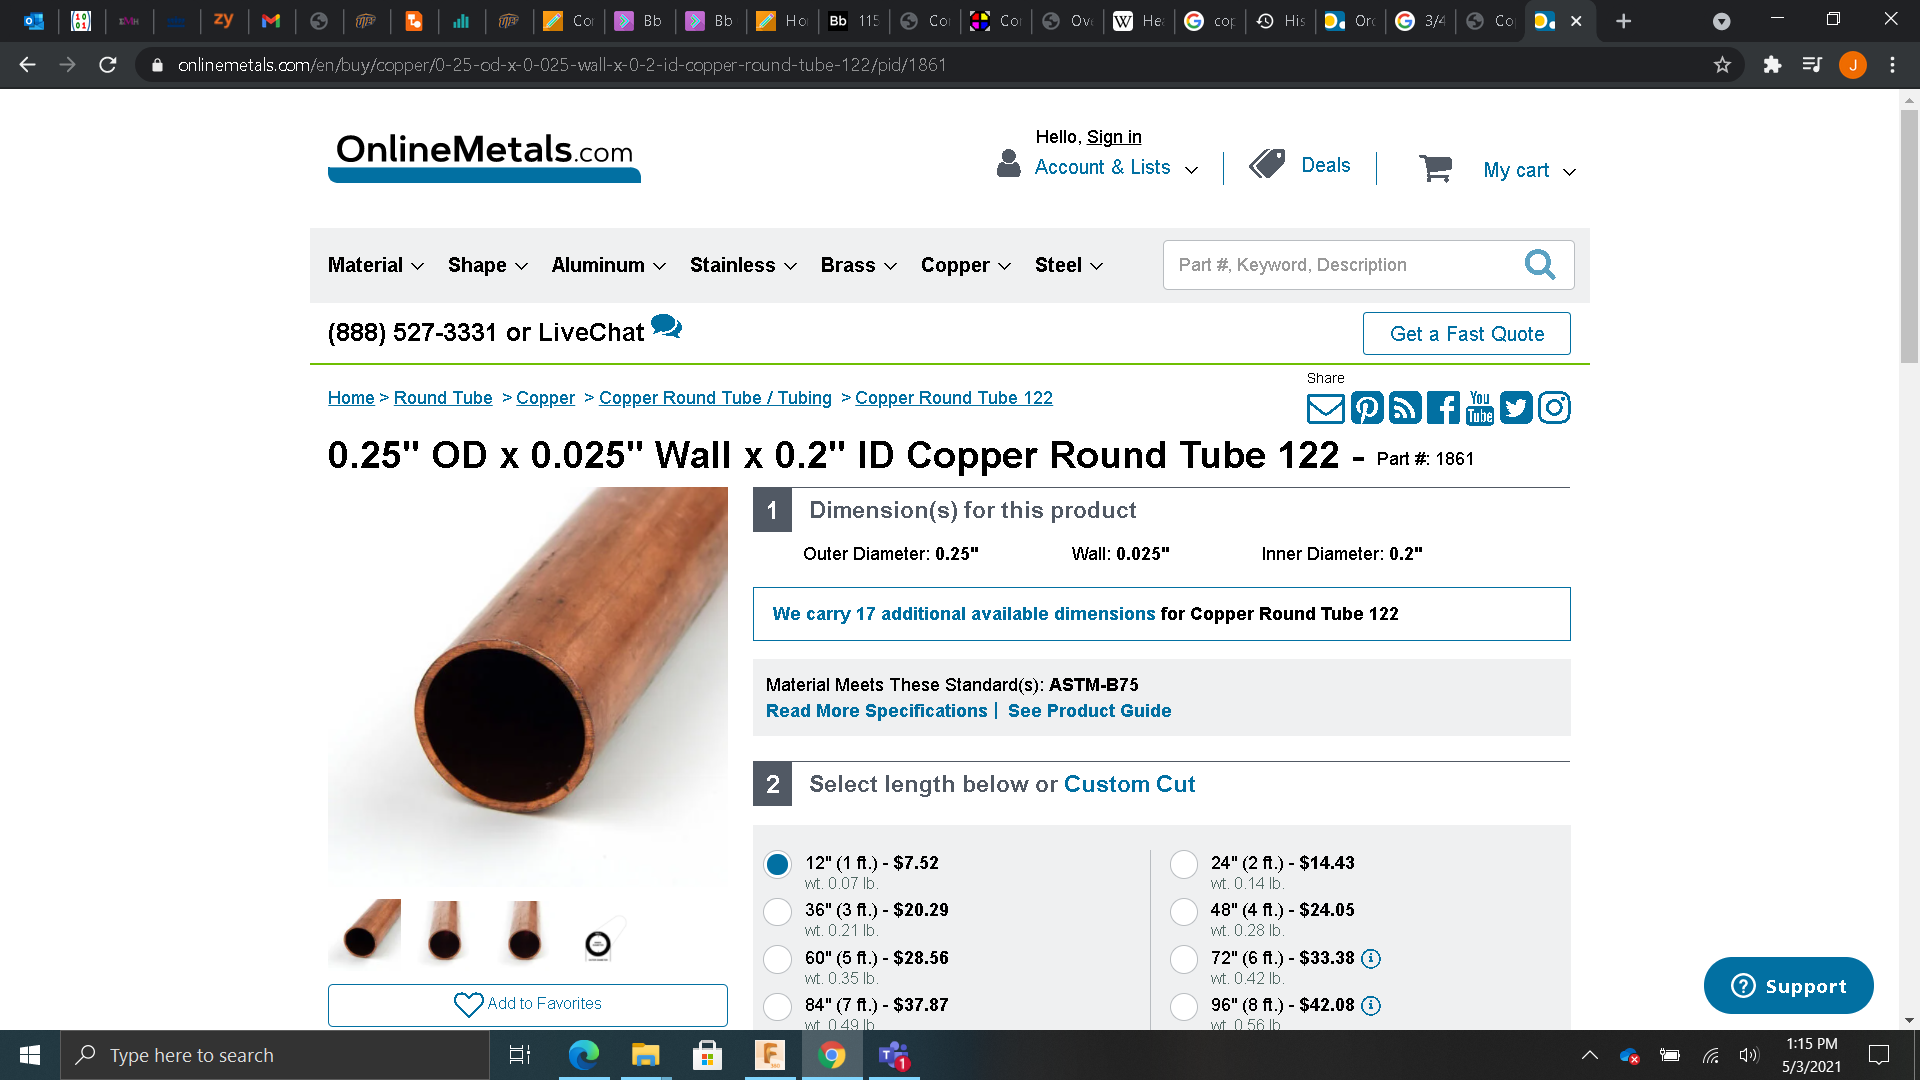 zy
Co
Bb
Bb
Ho
Bb 115
Co
Co
Ov
W Hea
cop
His
Orc
3/4
Co
onlinemetals.com/en/buy/copper/0-25-od-x-0-025-wall-x-0-2-id-copper-round-tube-122/pid/1861
J
OnlineMetals.com
Hello, Sign in
Account & Lists
Deals
My cart
Material Shape Aluminum Stainless Brass Copper Steel
Part #, Keyword, Description
(888) 527-3331 or LiveChat
Get a Fast Quote
Share
Home > Round Tube > Copper > Copper Round Tube / Tubing > Copper Round Tube 122
You Tube
0.25" OD x 0.025" Wall x 0.2" ID Copper Round Tube 122 - Part #: 1861
1 Dimension(s) for this product
Outer Diameter: 0.25" Wall: 0.025" Inner Diameter: 0.2"
We carry 17 additional available dimensions for Copper Round Tube 122
Material Meets These Standard(s): ASTM-B75
Read More Specifications | See Product Guide
2 Select length below or Custom Cut
12" (1 ft.) - $7.52
wt. 0.07 lb.
24" (2 ft.) - $14.43
wt. 0.14 lb.
36" (3 ft.) - $20.29
wt. 0.21 lb.
48" (4 ft.) - $24.05
wt. 0.28 lb.
60" (5 ft.) - $28.56
wt. 0.35 lb.
72" (6 ft.) - $33.38
wt. 0.42 lb.
84" (7 ft.) - $37.87
wt. 0.49 lb.
96" (8 ft.) - $42.08
wt. 0.56 lb.
Add to Favorites
Support
Type here to search
1:15 PM
5/3/2021